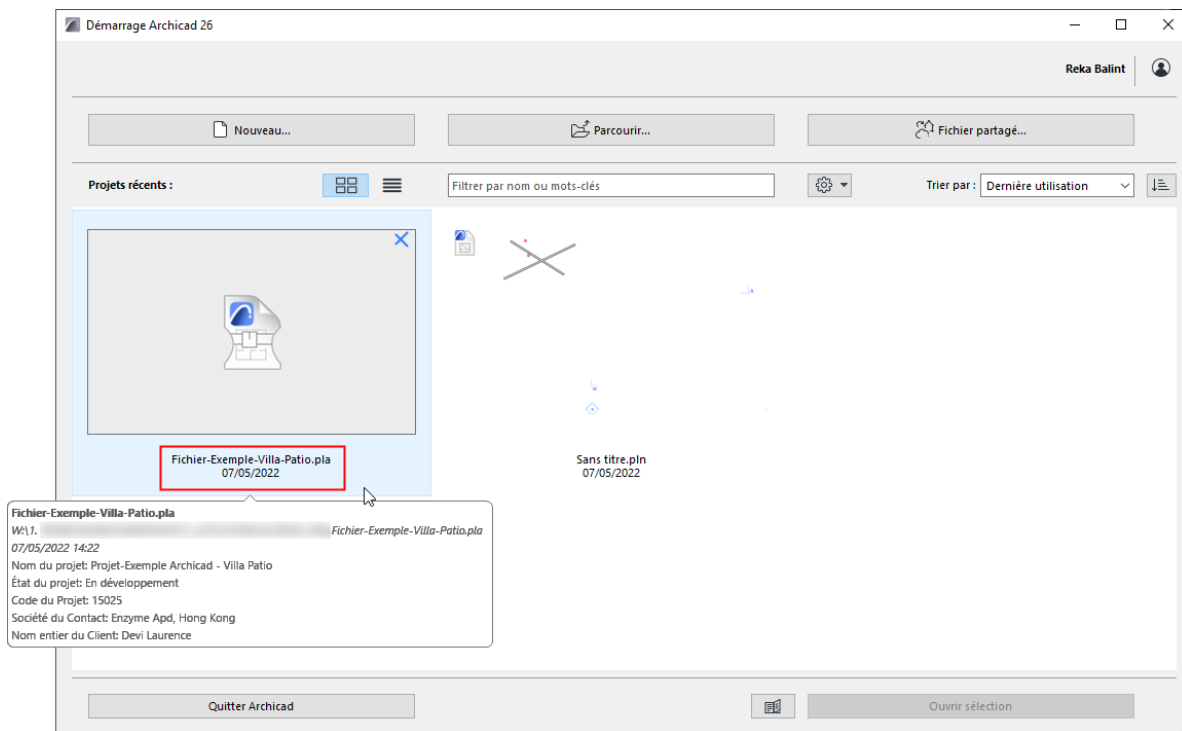 Démarrage Archicad 26
Reka Balint
Nouveau...
Parcourir...
Fichier partagé...
Projets récents :
Filtrer par nom ou mots-clés
Trier par : Dernière utilisation
Fichier-Exemple-Villa-Patio.pla
07/05/2022
Sans titre.pln
07/05/2022
Fichier-Exemple-Villa-Patio.pla
W:\1. Fichier-Exemple-Villa-Patio.pla
07/05/2022 14:22
Nom du projet: Projet-Exemple Archicad - Villa Patio
État du projet: En développement
Code du Projet: 15025
Société du Contact: Enzyme Apd, Hong Kong
Nom entier du Client: Devi Laurence
Quitter Archicad
Ouvrir sélection